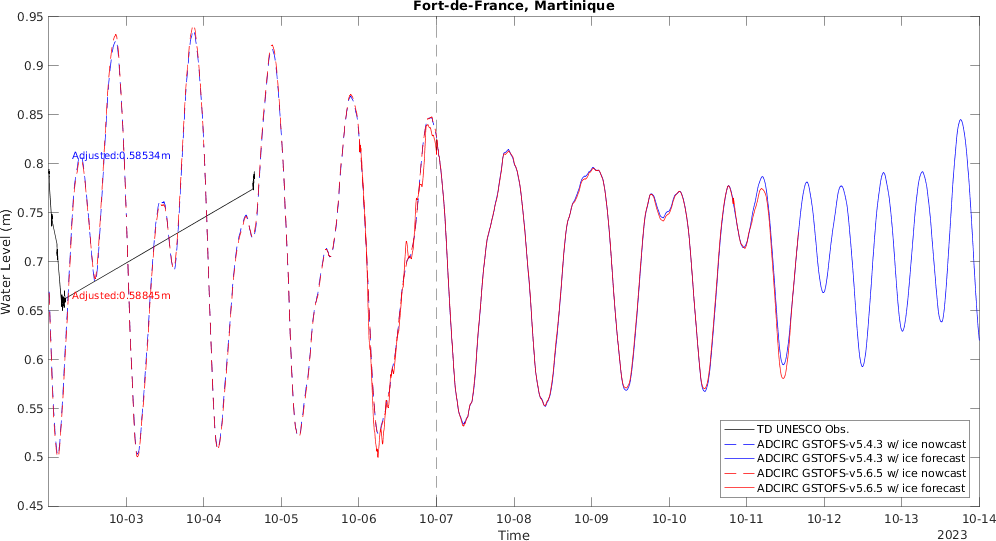 Fort-de-France, Martinique
0.95
0.9
0.85
0.8
0.75
0.7
0.65
0.6
0.55
0.5
0.45
Water Level (m)
Adjusted:0.58534m
Adjusted:0.58845m
TD UNESCO Obs.
ADCIRC GSTOFS-v5.4.3 w/ ice nowcast
ADCIRC GSTOFS-v5.4.3 w/ ice forecast
ADCIRC GSTOFS-v5.6.5 w/ ice nowcast
ADCIRC GSTOFS-v5.6.5 w/ ice forecast
10-03 10-04 10-05 10-06 10-07 10-08 10-09 10-10 10-11 10-12 10-13 10-14
Time
2023